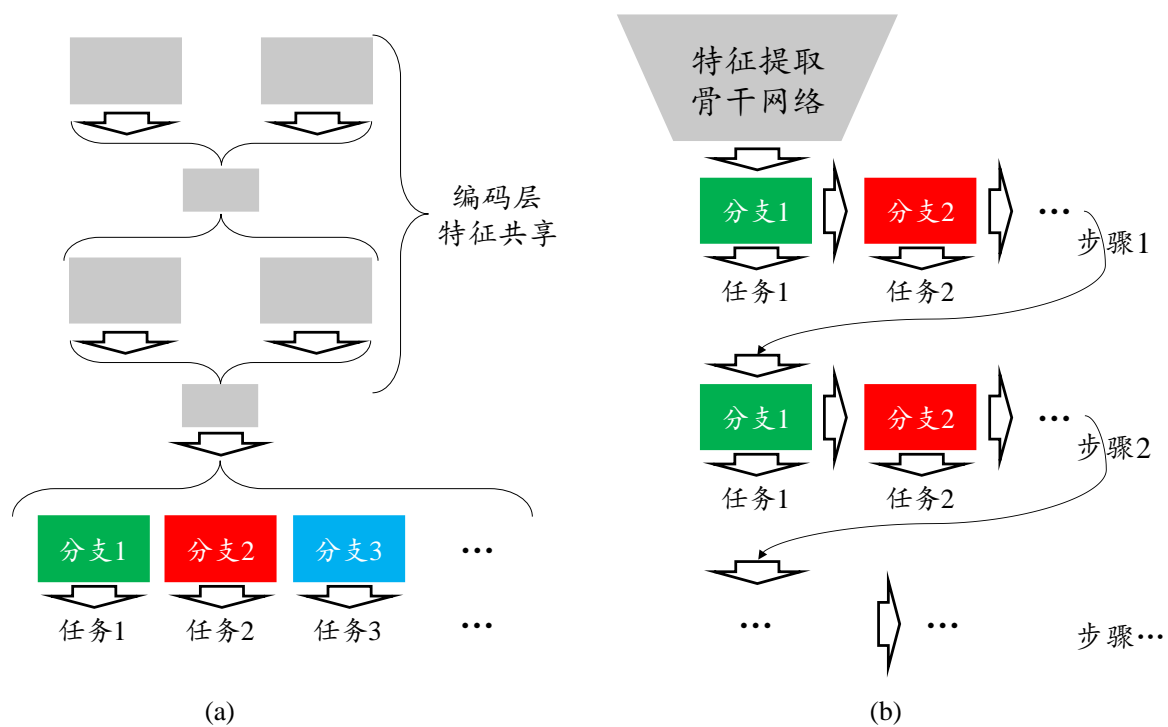 编码层
特征共享
分支1 分支2 分支3 …
任务1 任务2 任务3 …
(a)
特征提取
骨干网络
分支1 分支2 …
步骤1
任务1 任务2
分支1 分支2 …
步骤2
任务1 任务2
… …
步骤…
(b)